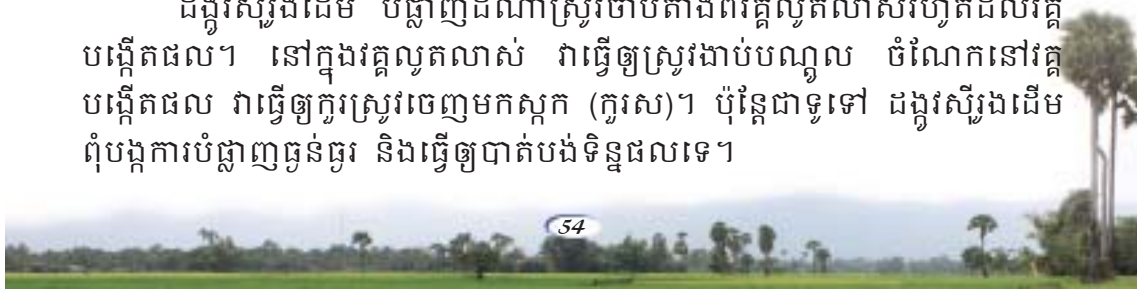 ដង្កូវស៊ីរូងដើម បំផ្លាញដំណាំស្រូវចាប់តាំងពីវគ្គលូតលាស់រហូតដល់វគ្គ
បង្កើតផល។ នៅក្នុងវគ្គលូតលាស់ វាធ្វើឲ្យស្រូវងាប់បណ្ដូល ចំណែកនៅវគ្គ
បង្កើតផល វាធ្វើឲ្យកួរស្រូវចេញមកស្កក (កួរស)។ ប៉ុន្តែជាទូទៅ ដង្កូវស៊ីរូងដើម
ពុំបង្កការបំផ្លាញធ្ងន់ធ្ងរ និងធ្វើឲ្យបាត់បង់ទិន្នផលទេ។
54